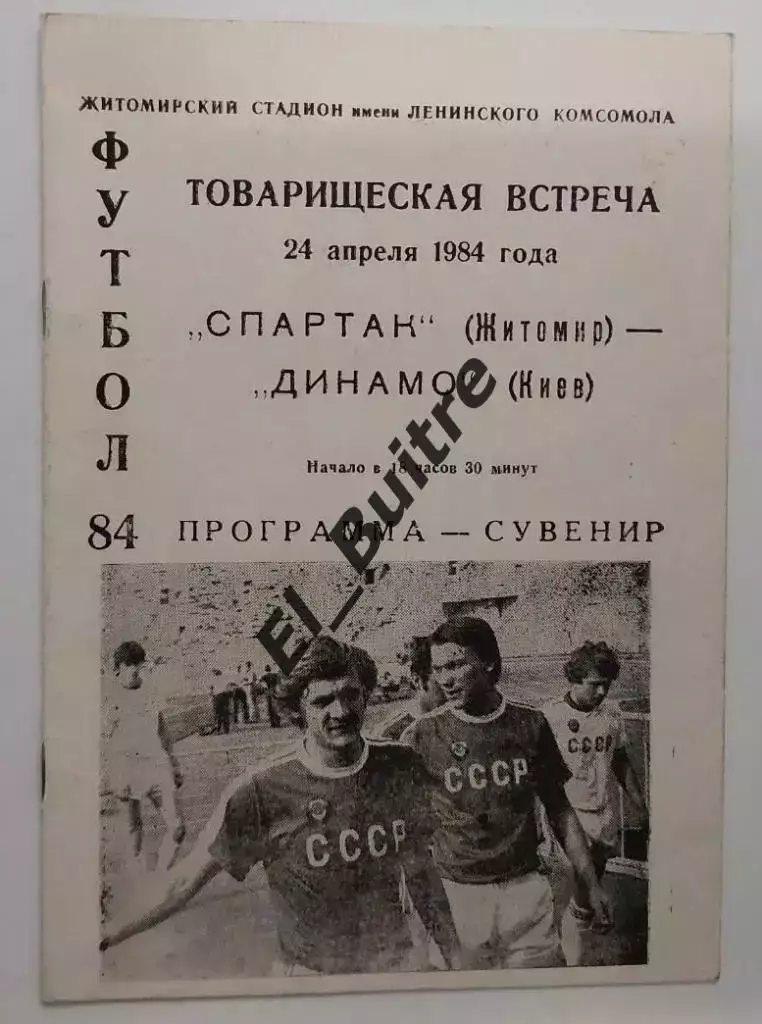 ЖИТОМИРСКИЙ СТАДИОН имени ЛЕНИНСКОГО КОМСОМОЛА
ФУТБОЛ
84
ТОВАРИЩЕСКАЯ ВСТРЕЧА
24 апреля 1984 года
„СПАРТАК“ (Житомир) —
„ДИНАМО“ (Киев)
Начало в 18 часов 30 минут
ПРОГРАММА — СУВЕНИР
El_Buitre
СССР
СССР
СССР